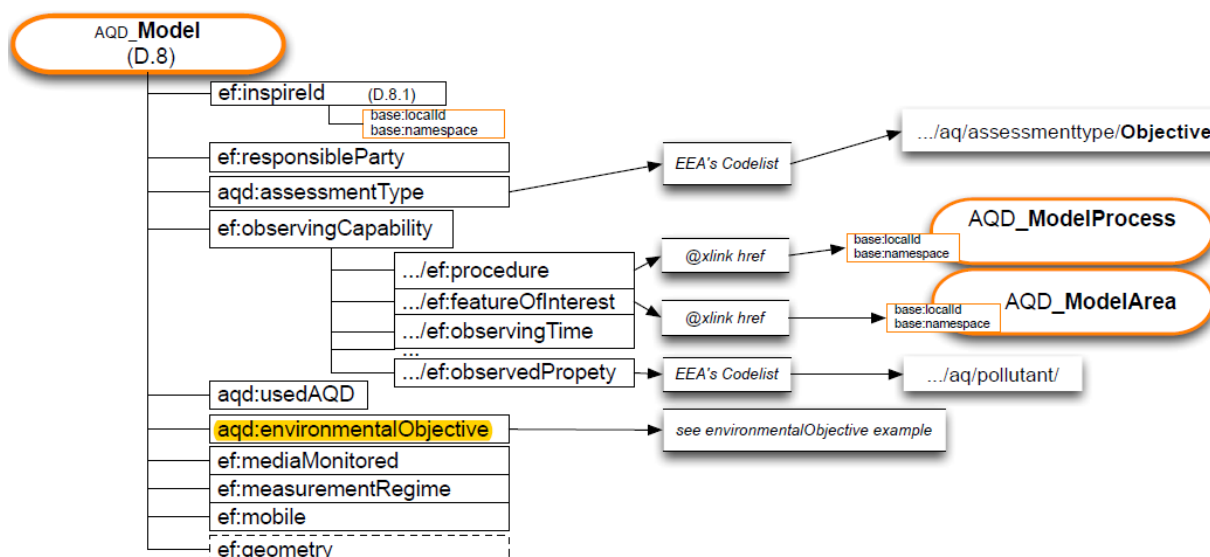 AQD_Model
(D.8)
ef:inspireId (D.8.1)
base:localId
base:namespace
ef:responsibleParty
aqd:assessmentType
EEA's Codelist
.../aq/assessmenttype/Objective
ef:observingCapability
.../ef:procedure
@xlink href
base:localId
base:namespace
AQD_ModelProcess
.../ef:featureOfInterest
@xlink href
base:localId
base:namespace
AQD_ModelArea
.../ef:observingTime
...
.../ef:observedPropety
EEA's Codelist
.../aq/pollutant/
aqd:usedAQD
aqd:environmentalObjective
see environmentalObjective example
ef:mediaMonitored
ef:measurementRegime
ef:mobile
ef:geometry